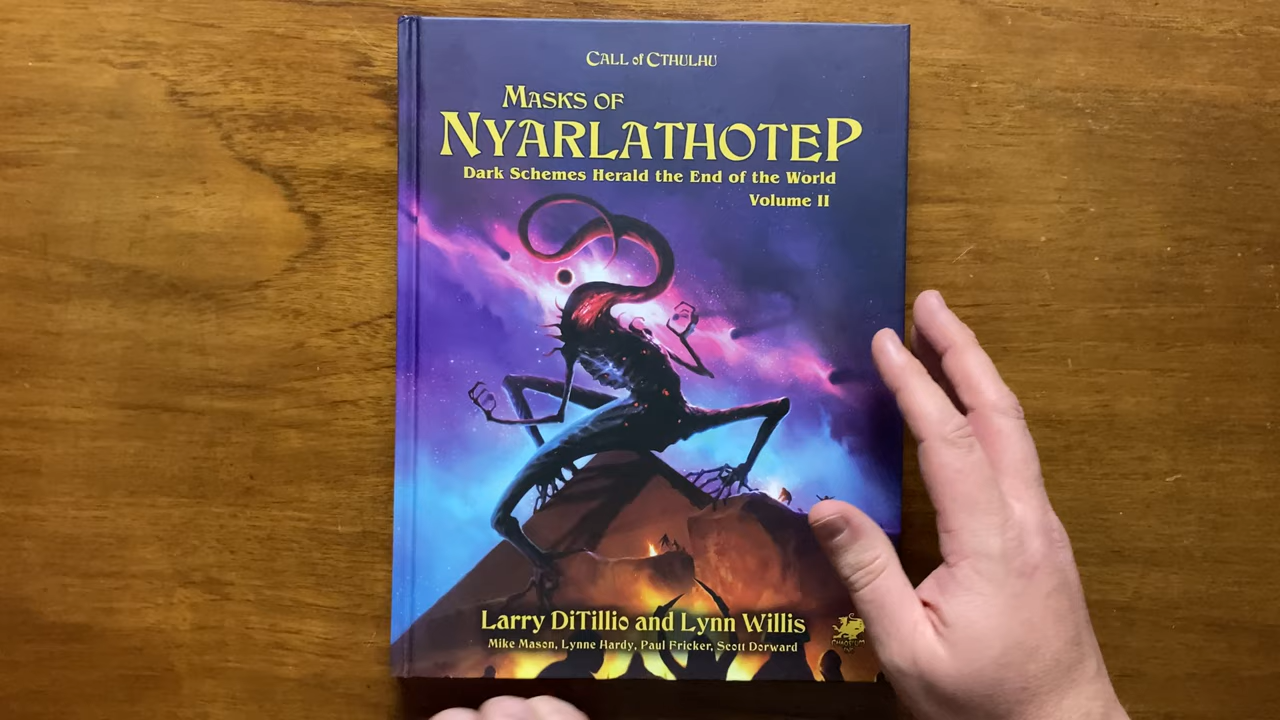 CALL of CTHULHU
MASKS OF
NYARLATHOTEP
Dark Schemes Herald the End of the World
Volume II
Larry DiTillio and Lynn Willis
Mike Mason, Lynne Hardy, Paul Fricker, Scott Dorward
CHAOSIUM